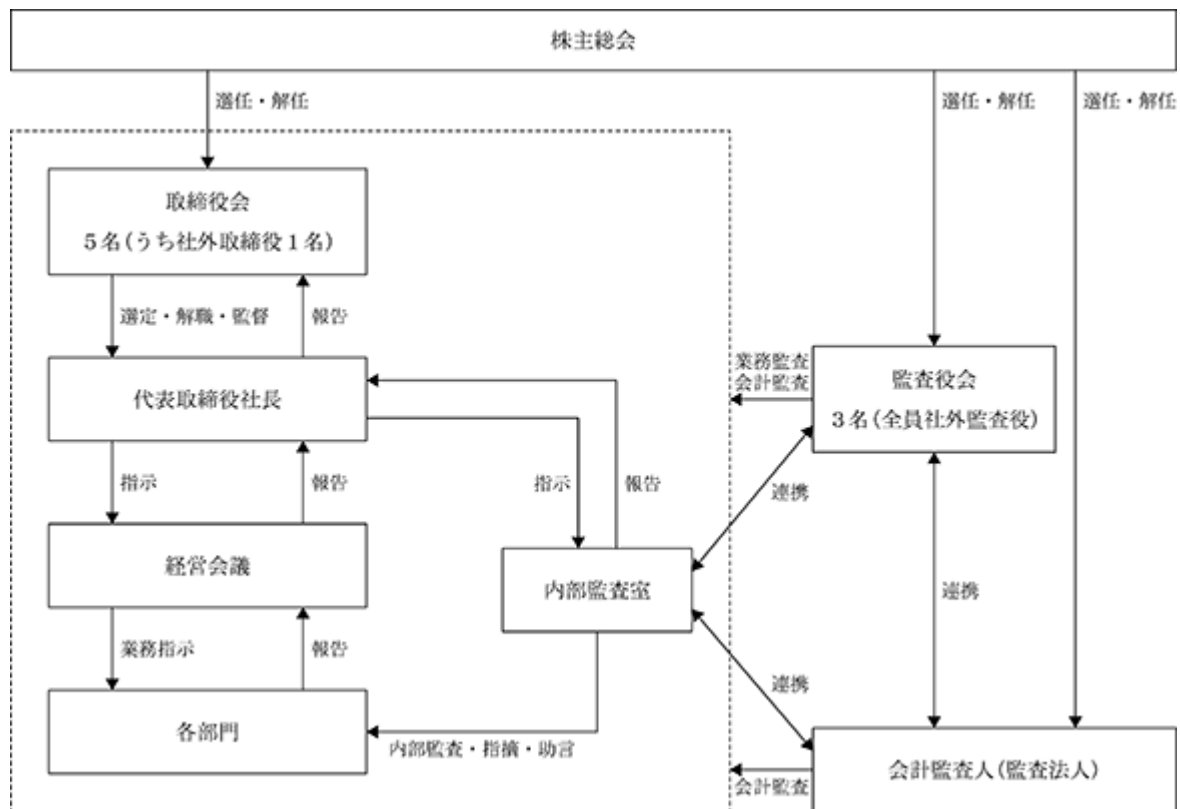 株主総会
選任・解任
選任・解任
選任・解任
取締役会
5名(うち社外取締役1名)
選定・解職・監督
報告
業務監査
会計監査
監査役会
3名(全員社外監査役)
代表取締役社長
指示
報告
指示
報告
連携
経営会議
内部監査室
連携
業務指示
報告
連携
各部門
内部監査・指摘・助言
会計監査
会計監査人(監査法人)